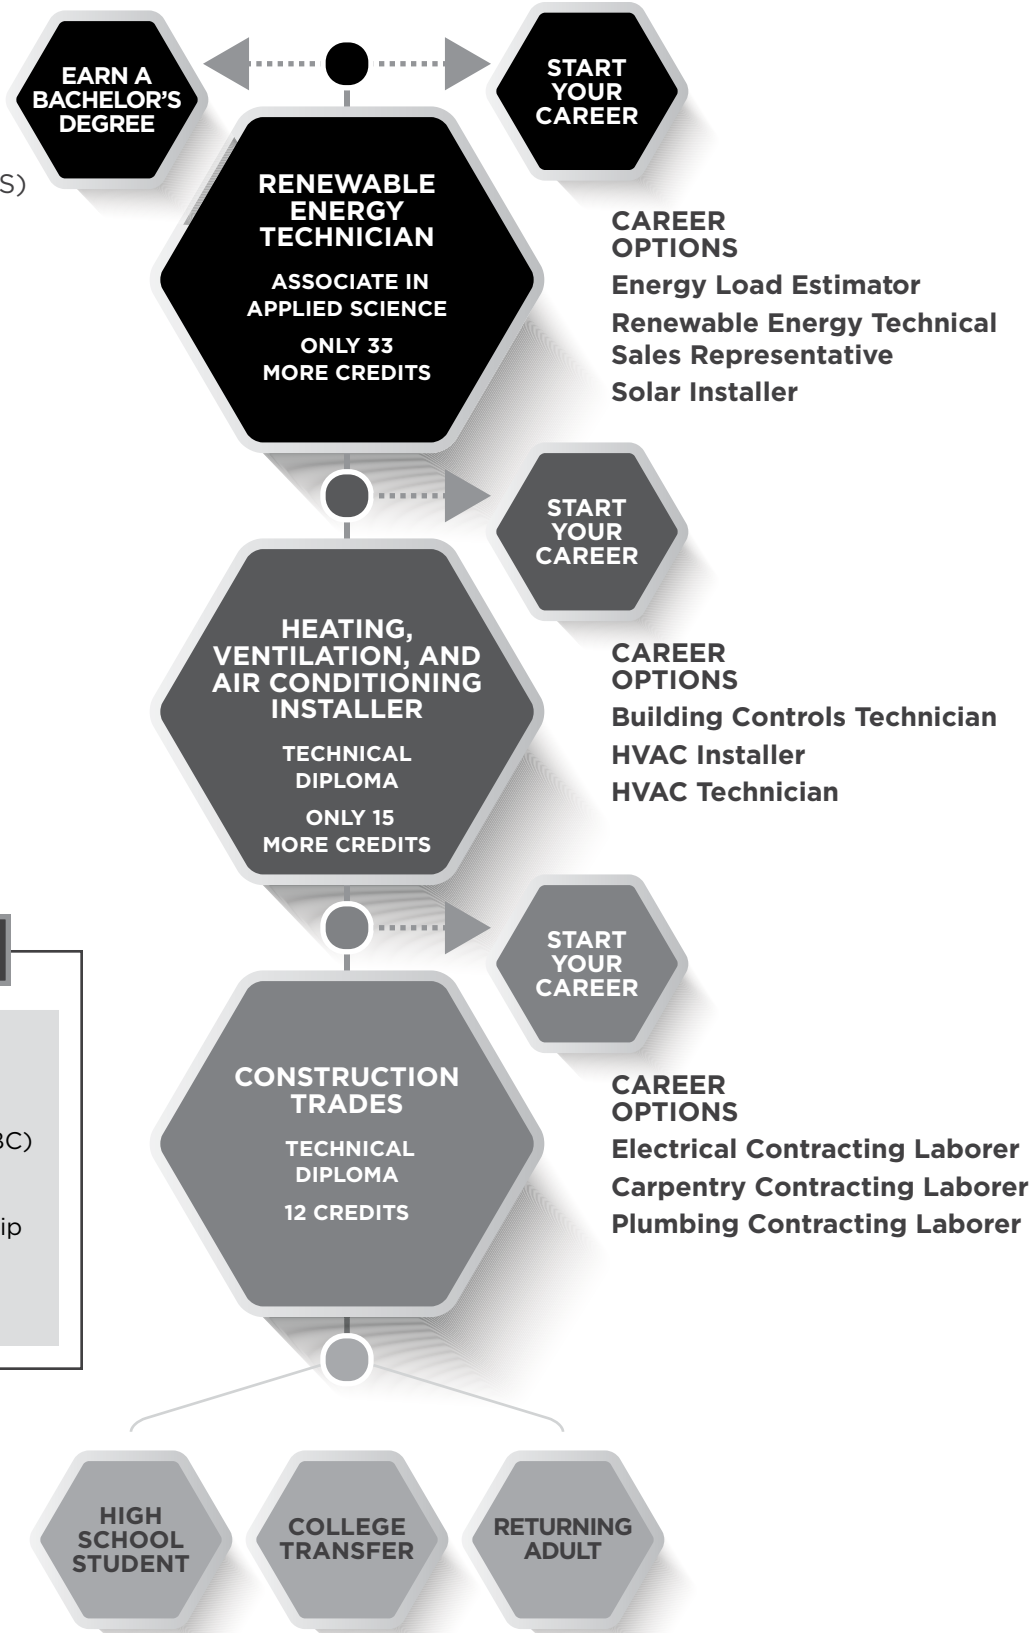 EARN A
BACHELOR'S
DEGREE
START
YOUR
CAREER
S)
RENEWABLE
ENERGY
TECHNICIAN
ASSOCIATE IN
APPLIED SCIENCE
ONLY 33
MORE CREDITS
CAREER
OPTIONS
Energy Load Estimator
Renewable Energy Technical
Sales Representative
Solar Installer
START
YOUR
CAREER
HEATING,
VENTILATION, AND
AIR CONDITIONING
INSTALLER
TECHNICAL
DIPLOMA
ONLY 15
MORE CREDITS
CAREER
OPTIONS
Building Controls Technician
HVAC Installer
HVAC Technician
START
YOUR
CAREER
CONSTRUCTION
TRADES
TECHNICAL
DIPLOMA
12 CREDITS
CAREER
OPTIONS
Electrical Contracting Laborer
Carpentry Contracting Laborer
Plumbing Contracting Laborer
BC)
ip
HIGH
SCHOOL
STUDENT
COLLEGE
TRANSFER
RETURNING
ADULT